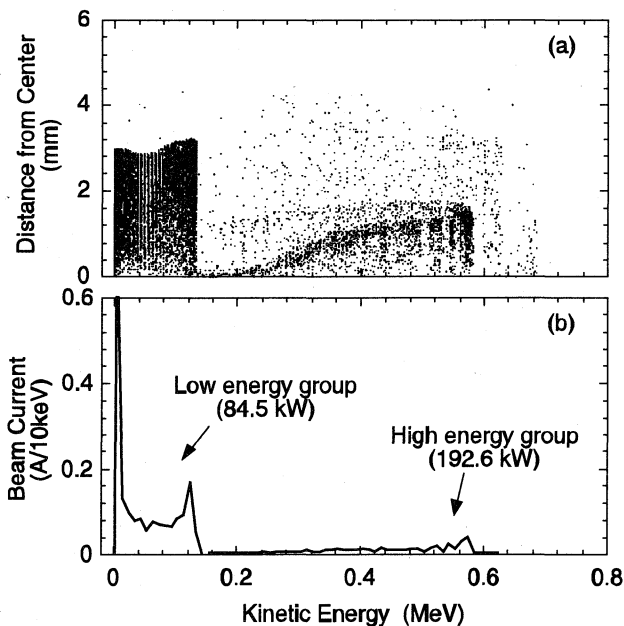 6
(a)
4
2
0
Distance from Center
(mm)
0.6
(b)
0.4
0.2
0
Beam Current
(A/10keV)
Low energy group
(84.5 kW)
High energy group
(192.6 kW)
0 0.2 0.4 0.6 0.8
Kinetic Energy (MeV)